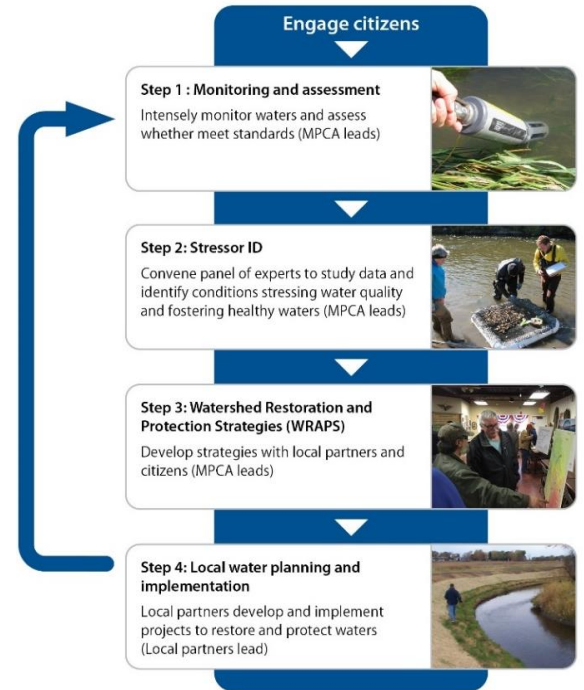 Engage citizens
Step 1 : Monitoring and assessment
Intensely monitor waters and assess
whether meet standards (MPCA leads)
Step 2: Stressor ID
Convene panel of experts to study data and
identify conditions stressing water quality
and fostering healthy waters (MPCA leads)
Step 3: Watershed Restoration and
Protection Strategies (WRAPS)
Develop strategies with local partners and
citizens (MPCA leads)
Step 4: Local water planning and
implementation
Local partners develop and implement
projects to restore and protect waters
(Local partners lead)